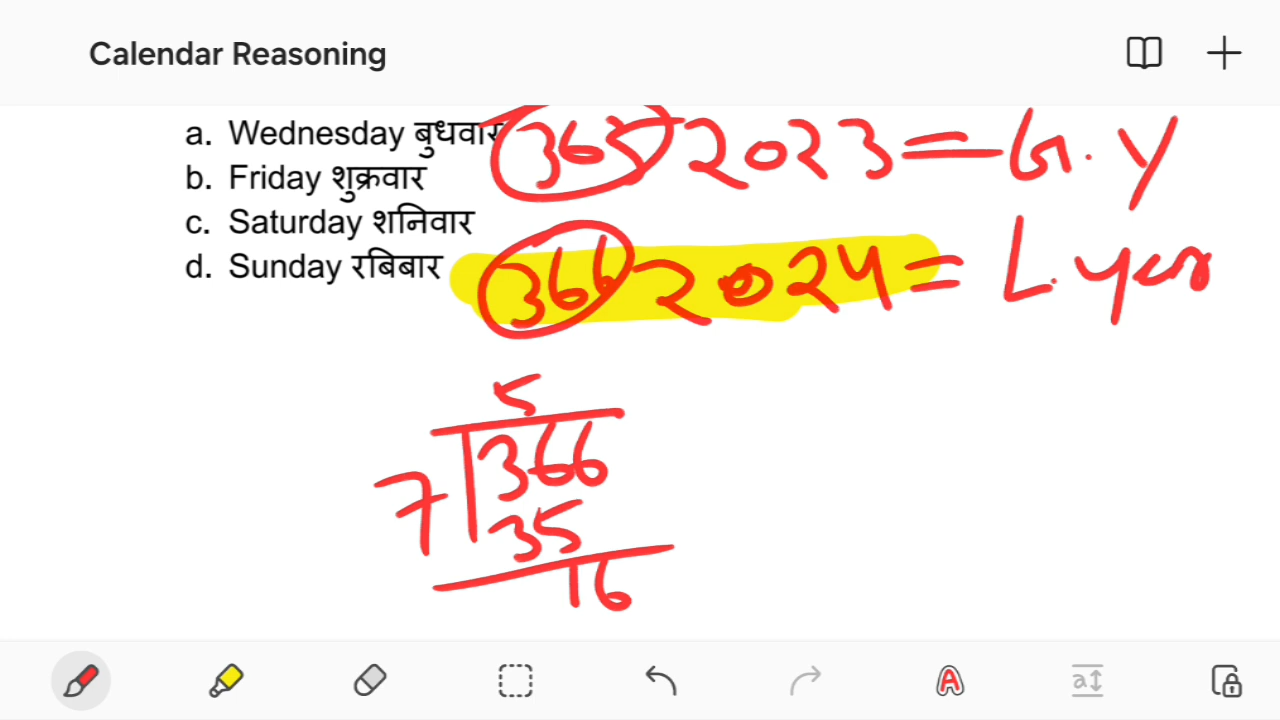 Calendar Reasoning
a. Wednesday बुधवार 365 2023 = G.Y
b. Friday शुक्रवार
c. Saturday शनिवार
d. Sunday रबिबार 366 2024 = L.year
5
7 366
35
16